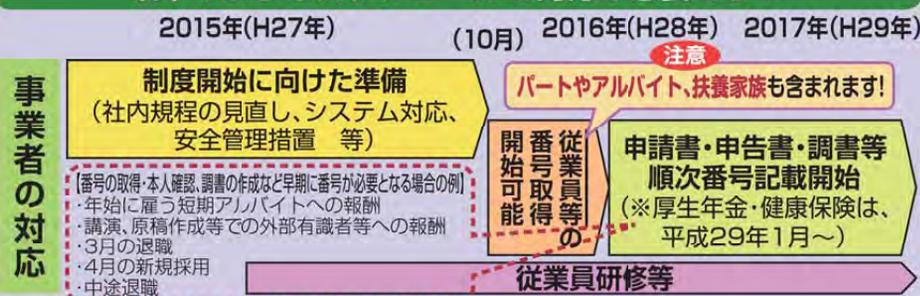 2015年(H27年)
(10月)
2016年(H28年)
2017年(H29年)
注意
パートやアルバイト、扶養家族も含まれます!
事業者の対応
制度開始に向けた準備
(社内規程の見直し、システム対応、
安全管理措置 等)
従業員等の
番号取得
開始可能
申請書・申告書・調書等
順次番号記載開始
(※厚生年金・健康保険は、
平成29年1月~)
【番号の取得・本人確認、調書の作成など早期に番号が必要となる場合の例】
・年始に雇う短期アルバイトへの報酬
・講演、原稿作成等での外部有識者等への報酬
・3月の退職
・4月の新規採用
・中途退職
従業員研修等